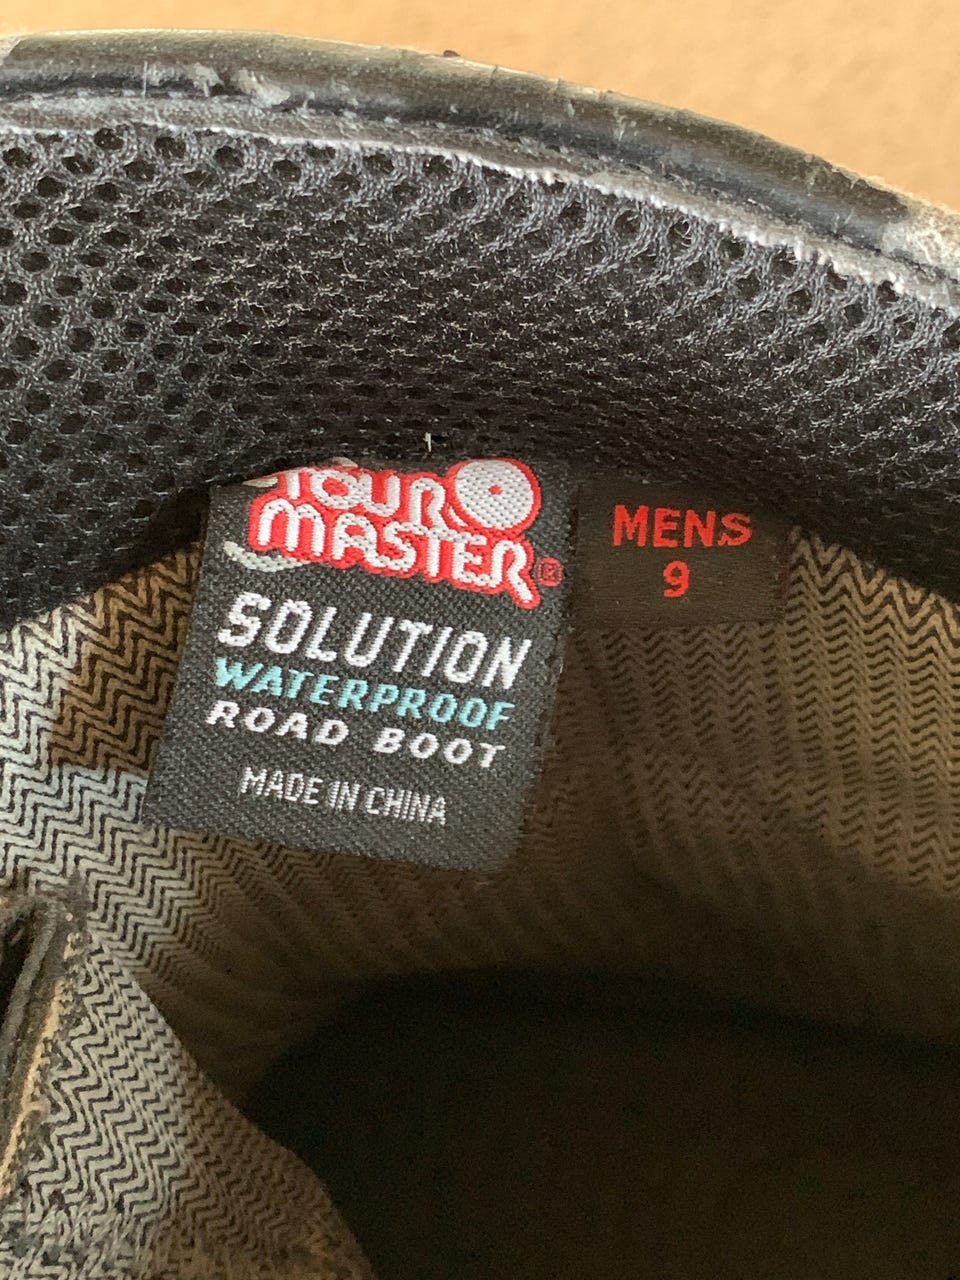 TOUR
MASTER®
SOLUTION
WATERPROOF
ROAD BOOT
MADE IN CHINA
MENS
9